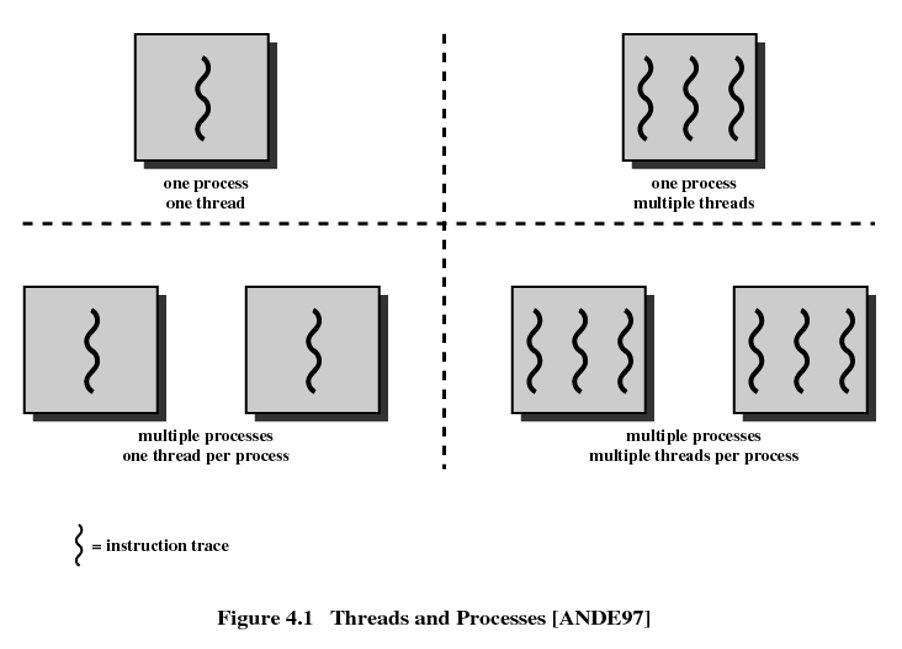 one process
one thread
one process
multiple threads
multiple processes
one thread per process
multiple processes
multiple threads per process
= instruction trace
Figure 4.1 Threads and Processes [ANDE97]